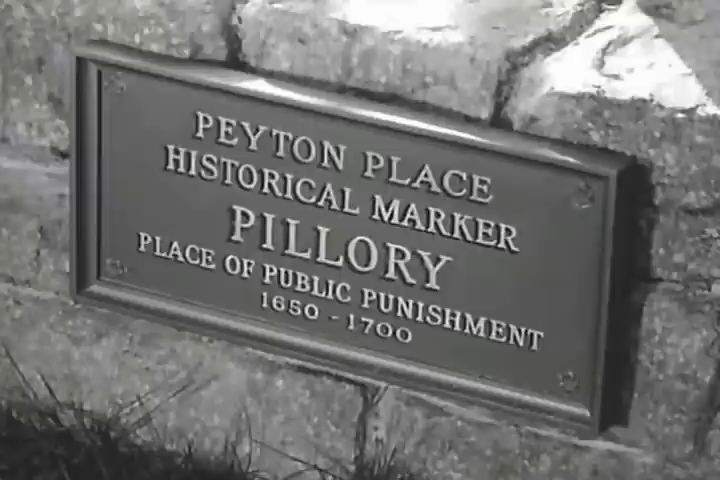 PEYTON PLACE
HISTORICAL MARKER
PILLORY
PLACE OF PUBLIC PUNISHMENT
1650 - 1700